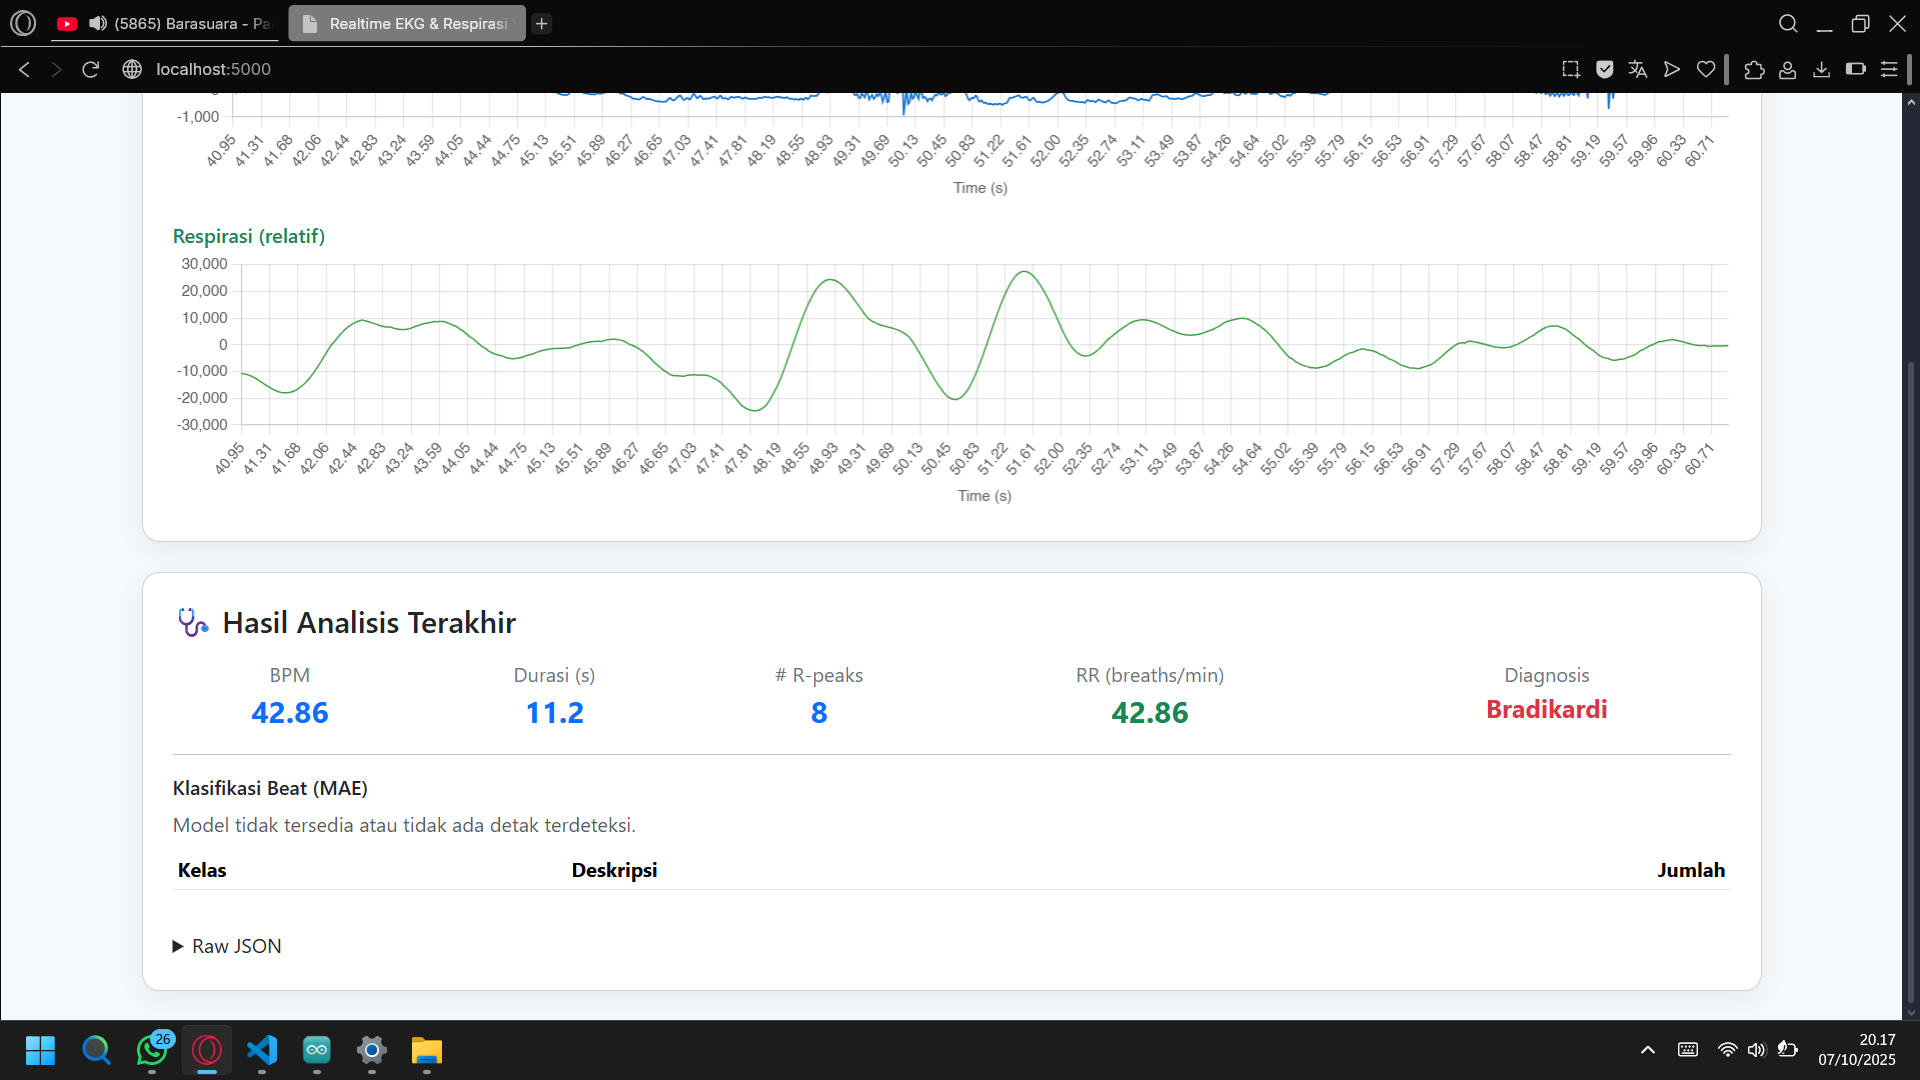 (5865) Barasuara - Pa
Realtime EKG & Respirasi
localhost:5000
-1,000
40.95 41.31 41.68 42.06 42.44 42.83 43.24 43.59 44.05 44.44 44.75 45.13 45.51 45.89 46.27 46.65 47.03 47.41 47.81 48.19 48.55 48.93 49.31 49.69 50.13 50.45 50.83 51.22 51.61 52.00 52.35 52.74 53.11 53.49 53.87 54.26 54.64 55.02 55.39 55.79 56.15 56.53 56.91 57.29 57.67 58.07 58.47 58.81 59.19 59.57 59.96 60.33 60.71
Time (s)
Respirasi (relatif)
30,000
20,000
10,000
0
-10,000
-20,000
-30,000
40.95 41.31 41.68 42.06 42.44 42.83 43.24 43.59 44.05 44.44 44.75 45.13 45.51 45.89 46.27 46.65 47.03 47.41 47.81 48.19 48.55 48.93 49.31 49.69 50.13 50.45 50.83 51.22 51.61 52.00 52.35 52.74 53.11 53.49 53.87 54.26 54.64 55.02 55.39 55.79 56.15 56.53 56.91 57.29 57.67 58.07 58.47 58.81 59.19 59.57 59.96 60.33 60.71
Time (s)
Hasil Analisis Terakhir
BPM Durasi (s) # R-peaks RR (breaths/min) Diagnosis
42.86 11.2 8 42.86 Bradikardi
Klasifikasi Beat (MAE)
Model tidak tersedia atau tidak ada detak terdeteksi.
Kelas Deskripsi Jumlah
Raw JSON
26
20.17
07/10/2025